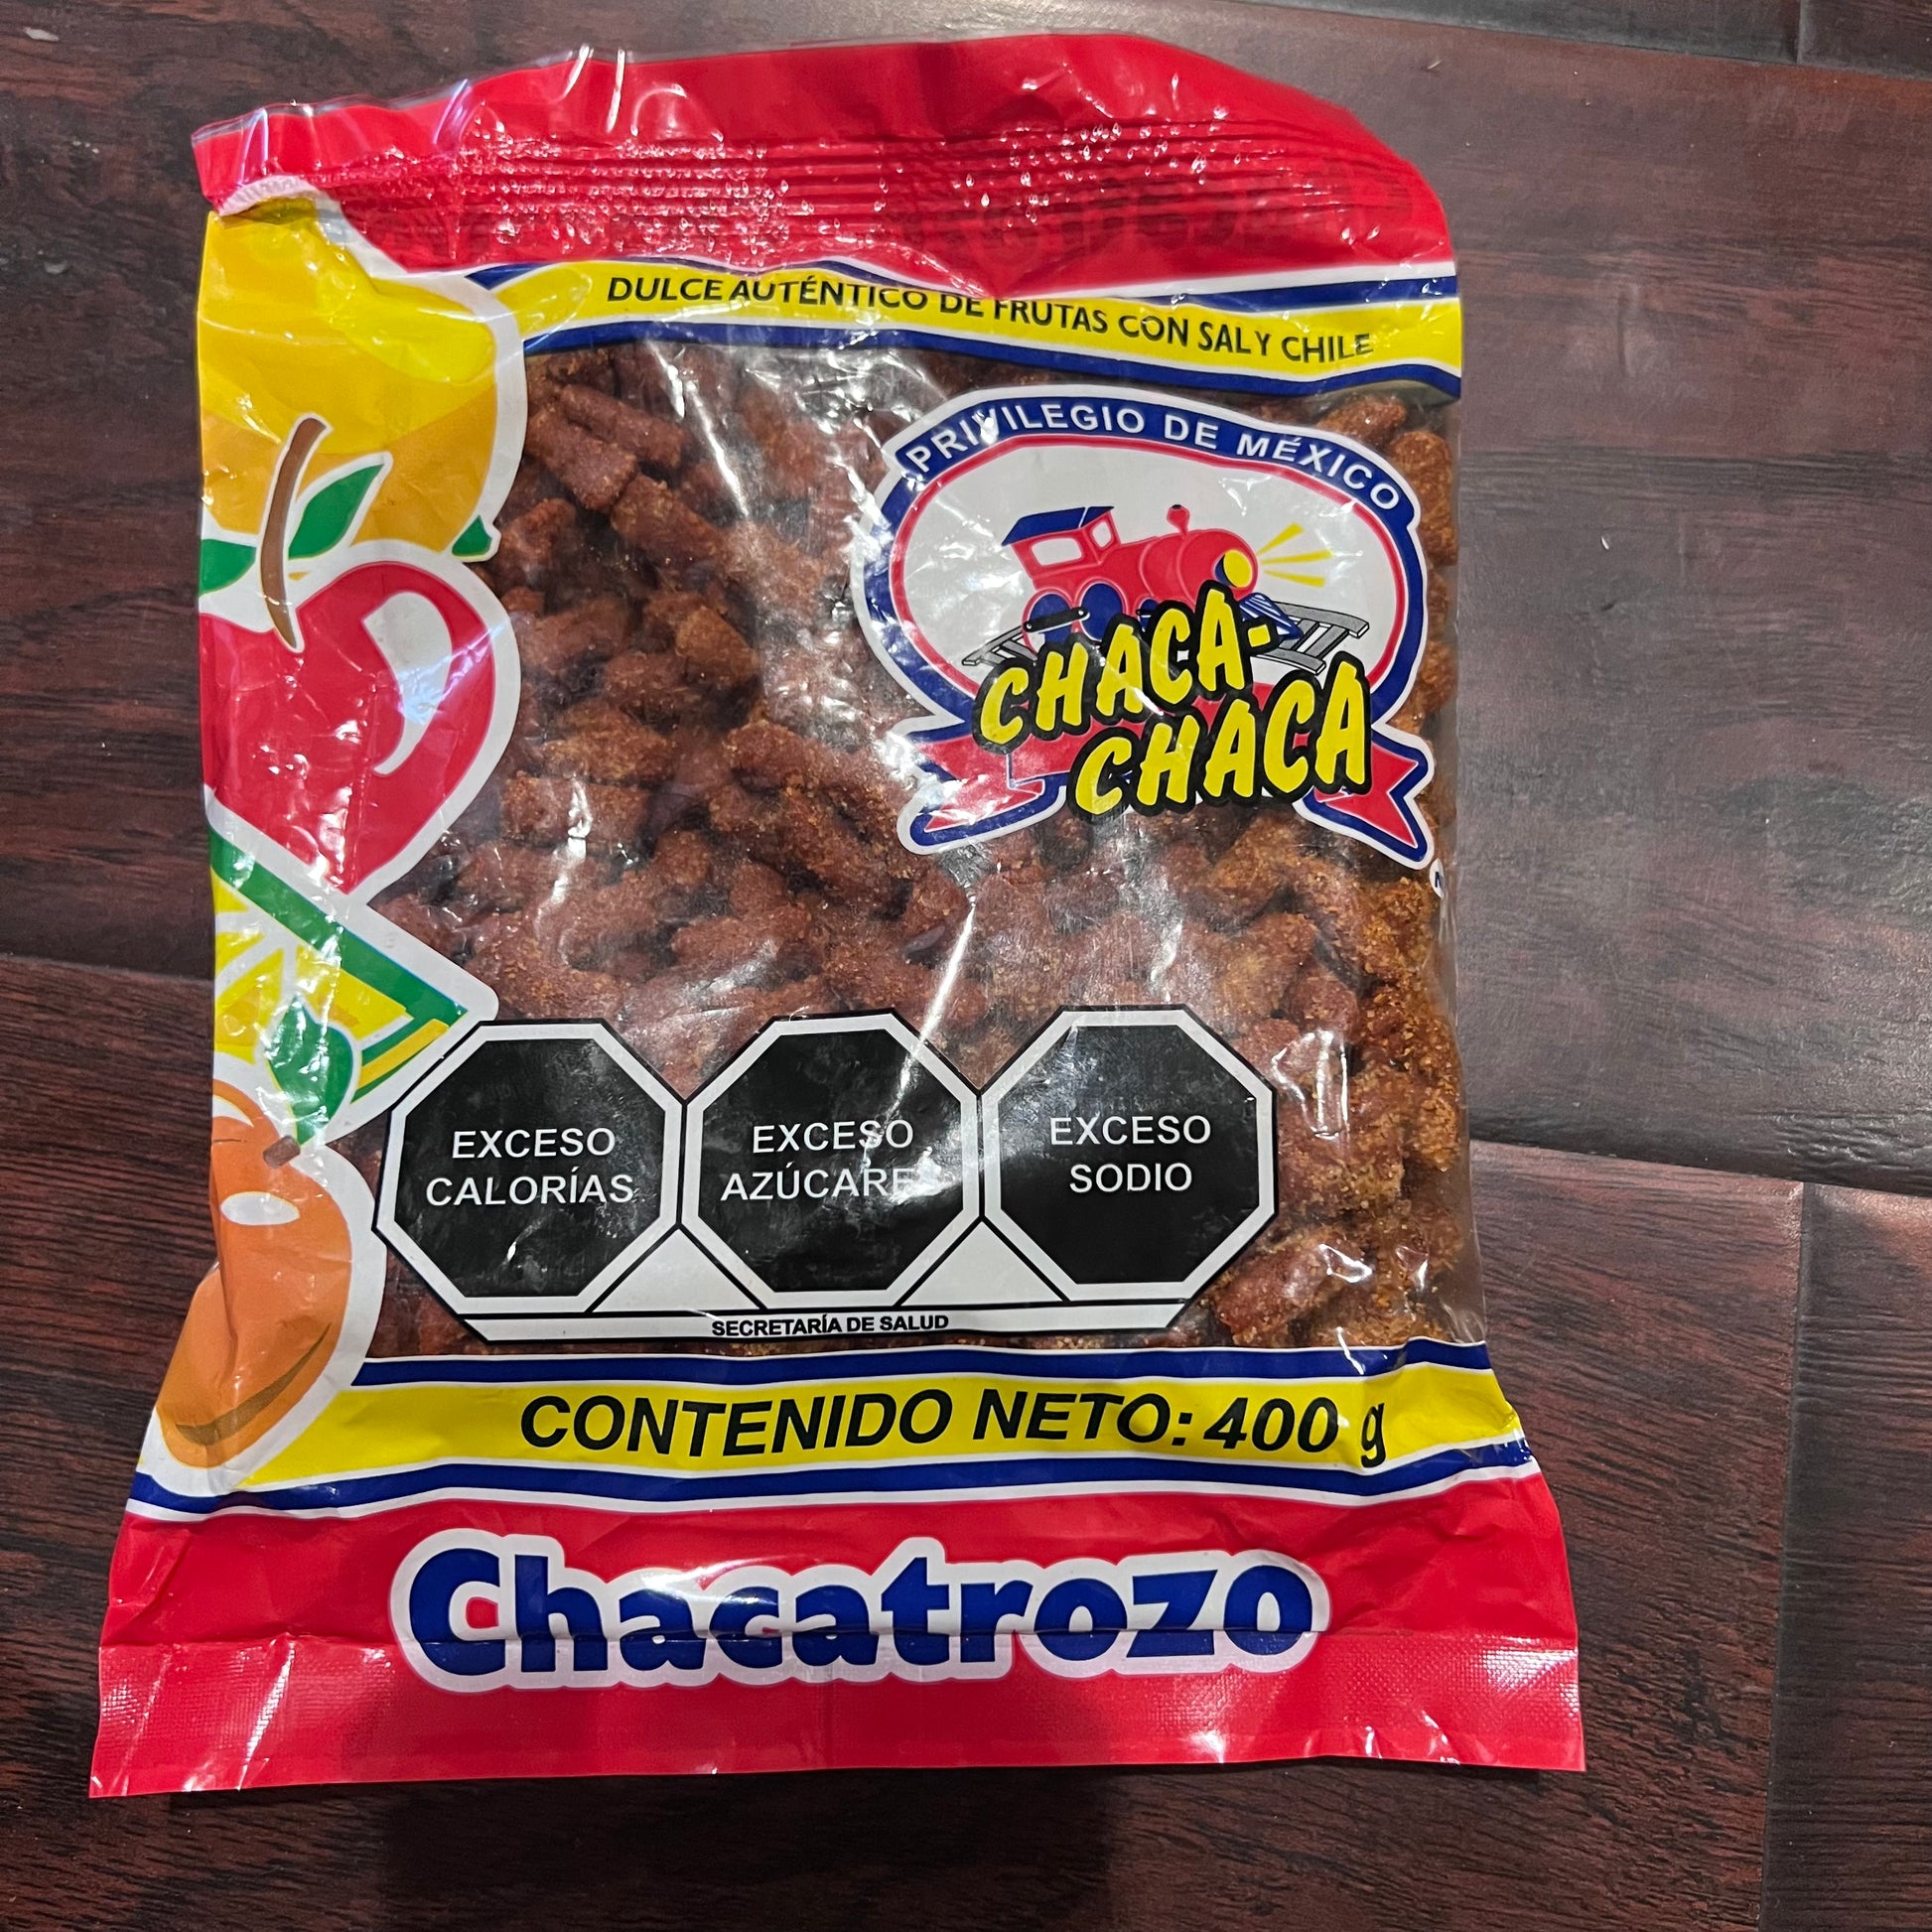 DULCE AUTÉNTICO DE FRUTAS CON SAL Y CHILE
PRIVILEGIO DE MÉXICO
CHACA-
CHACA
EXCESO
CALORÍAS
EXCESO
AZÚCARES
EXCESO
SODIO
SECRETARÍA DE SALUD
CONTENIDO NETO: 400 g
Chacatrozo